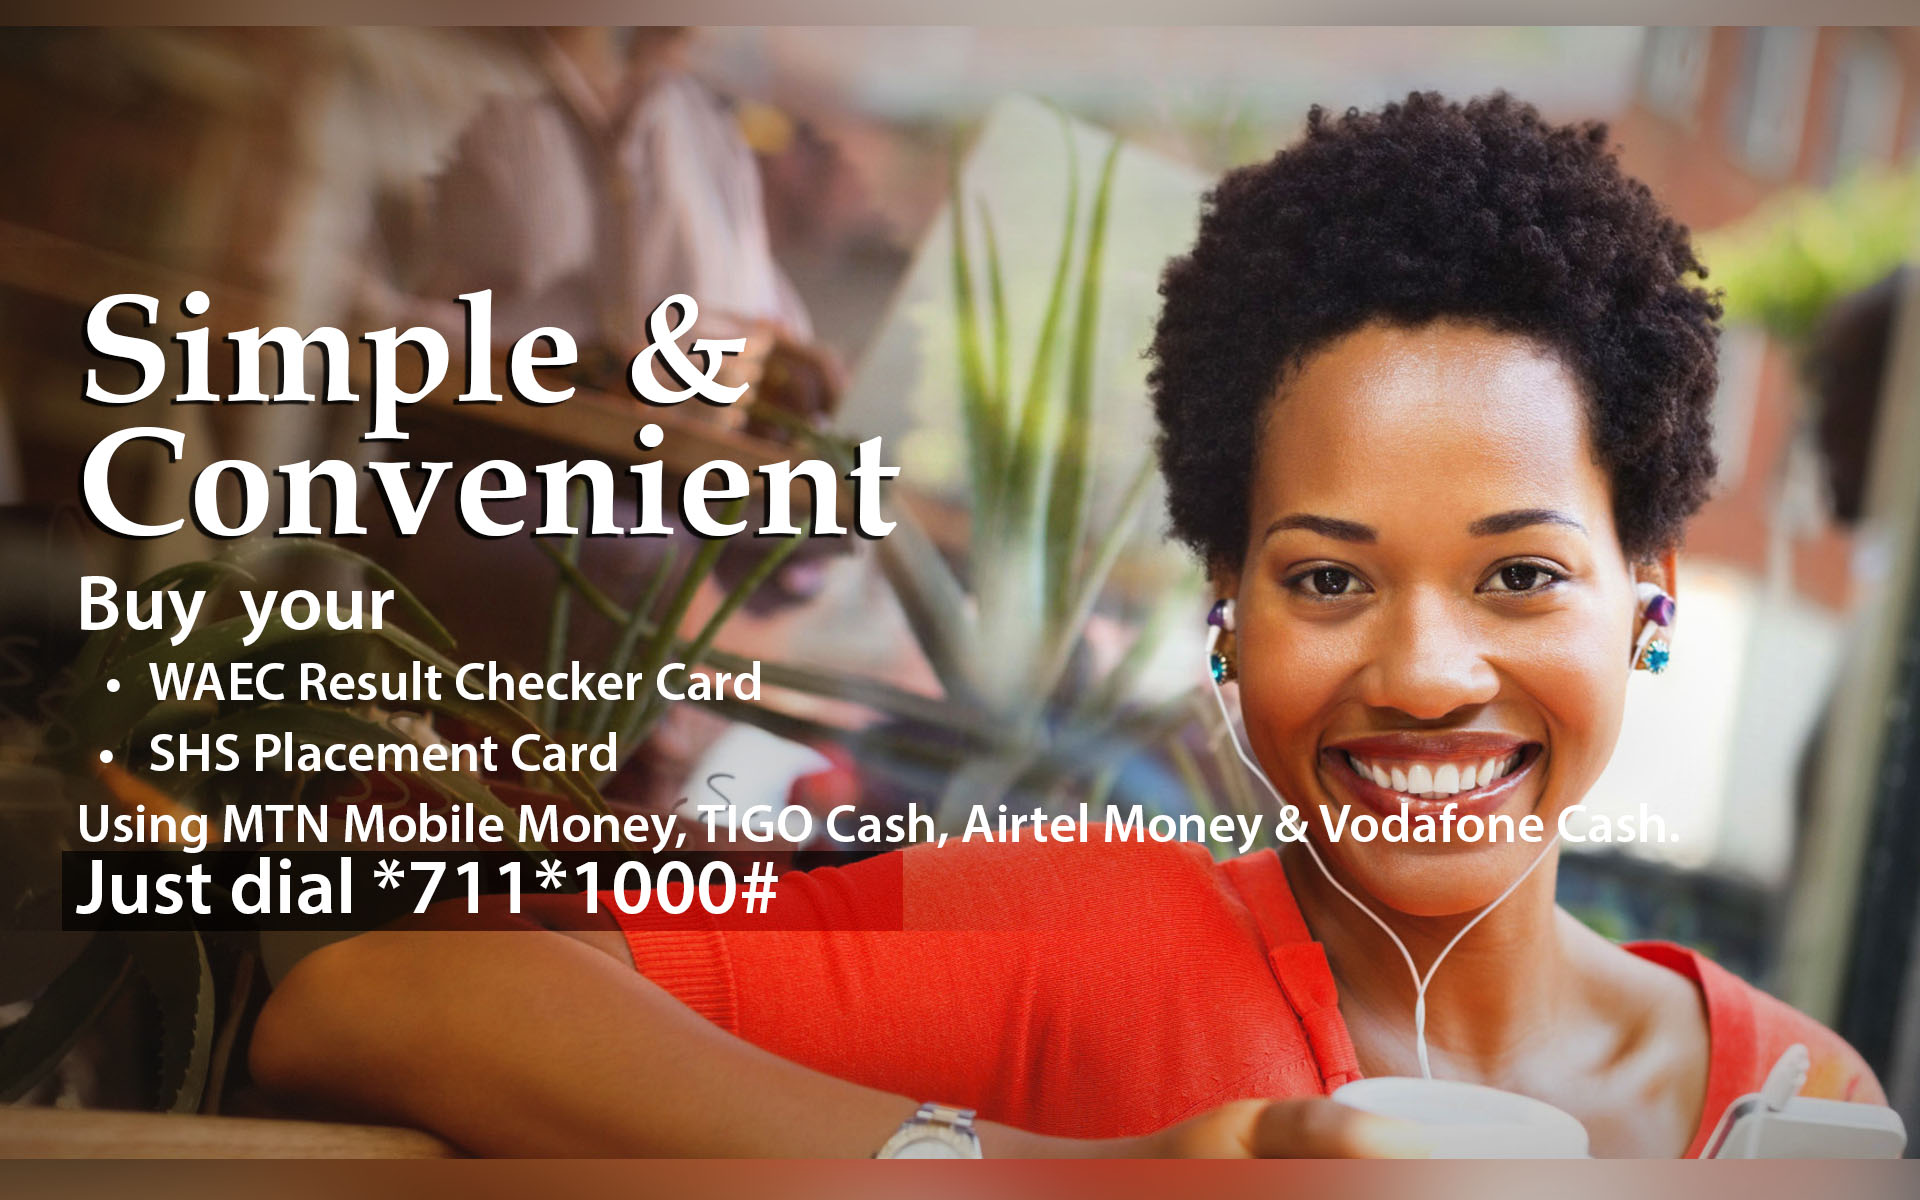 Simple &
Convenient
Buy your
• WAEC Result Checker Card
• SHS Placement Card
Using MTN Mobile Money, TIGO Cash, Airtel Money & Vodafone Cash.
Just dial *711*1000#